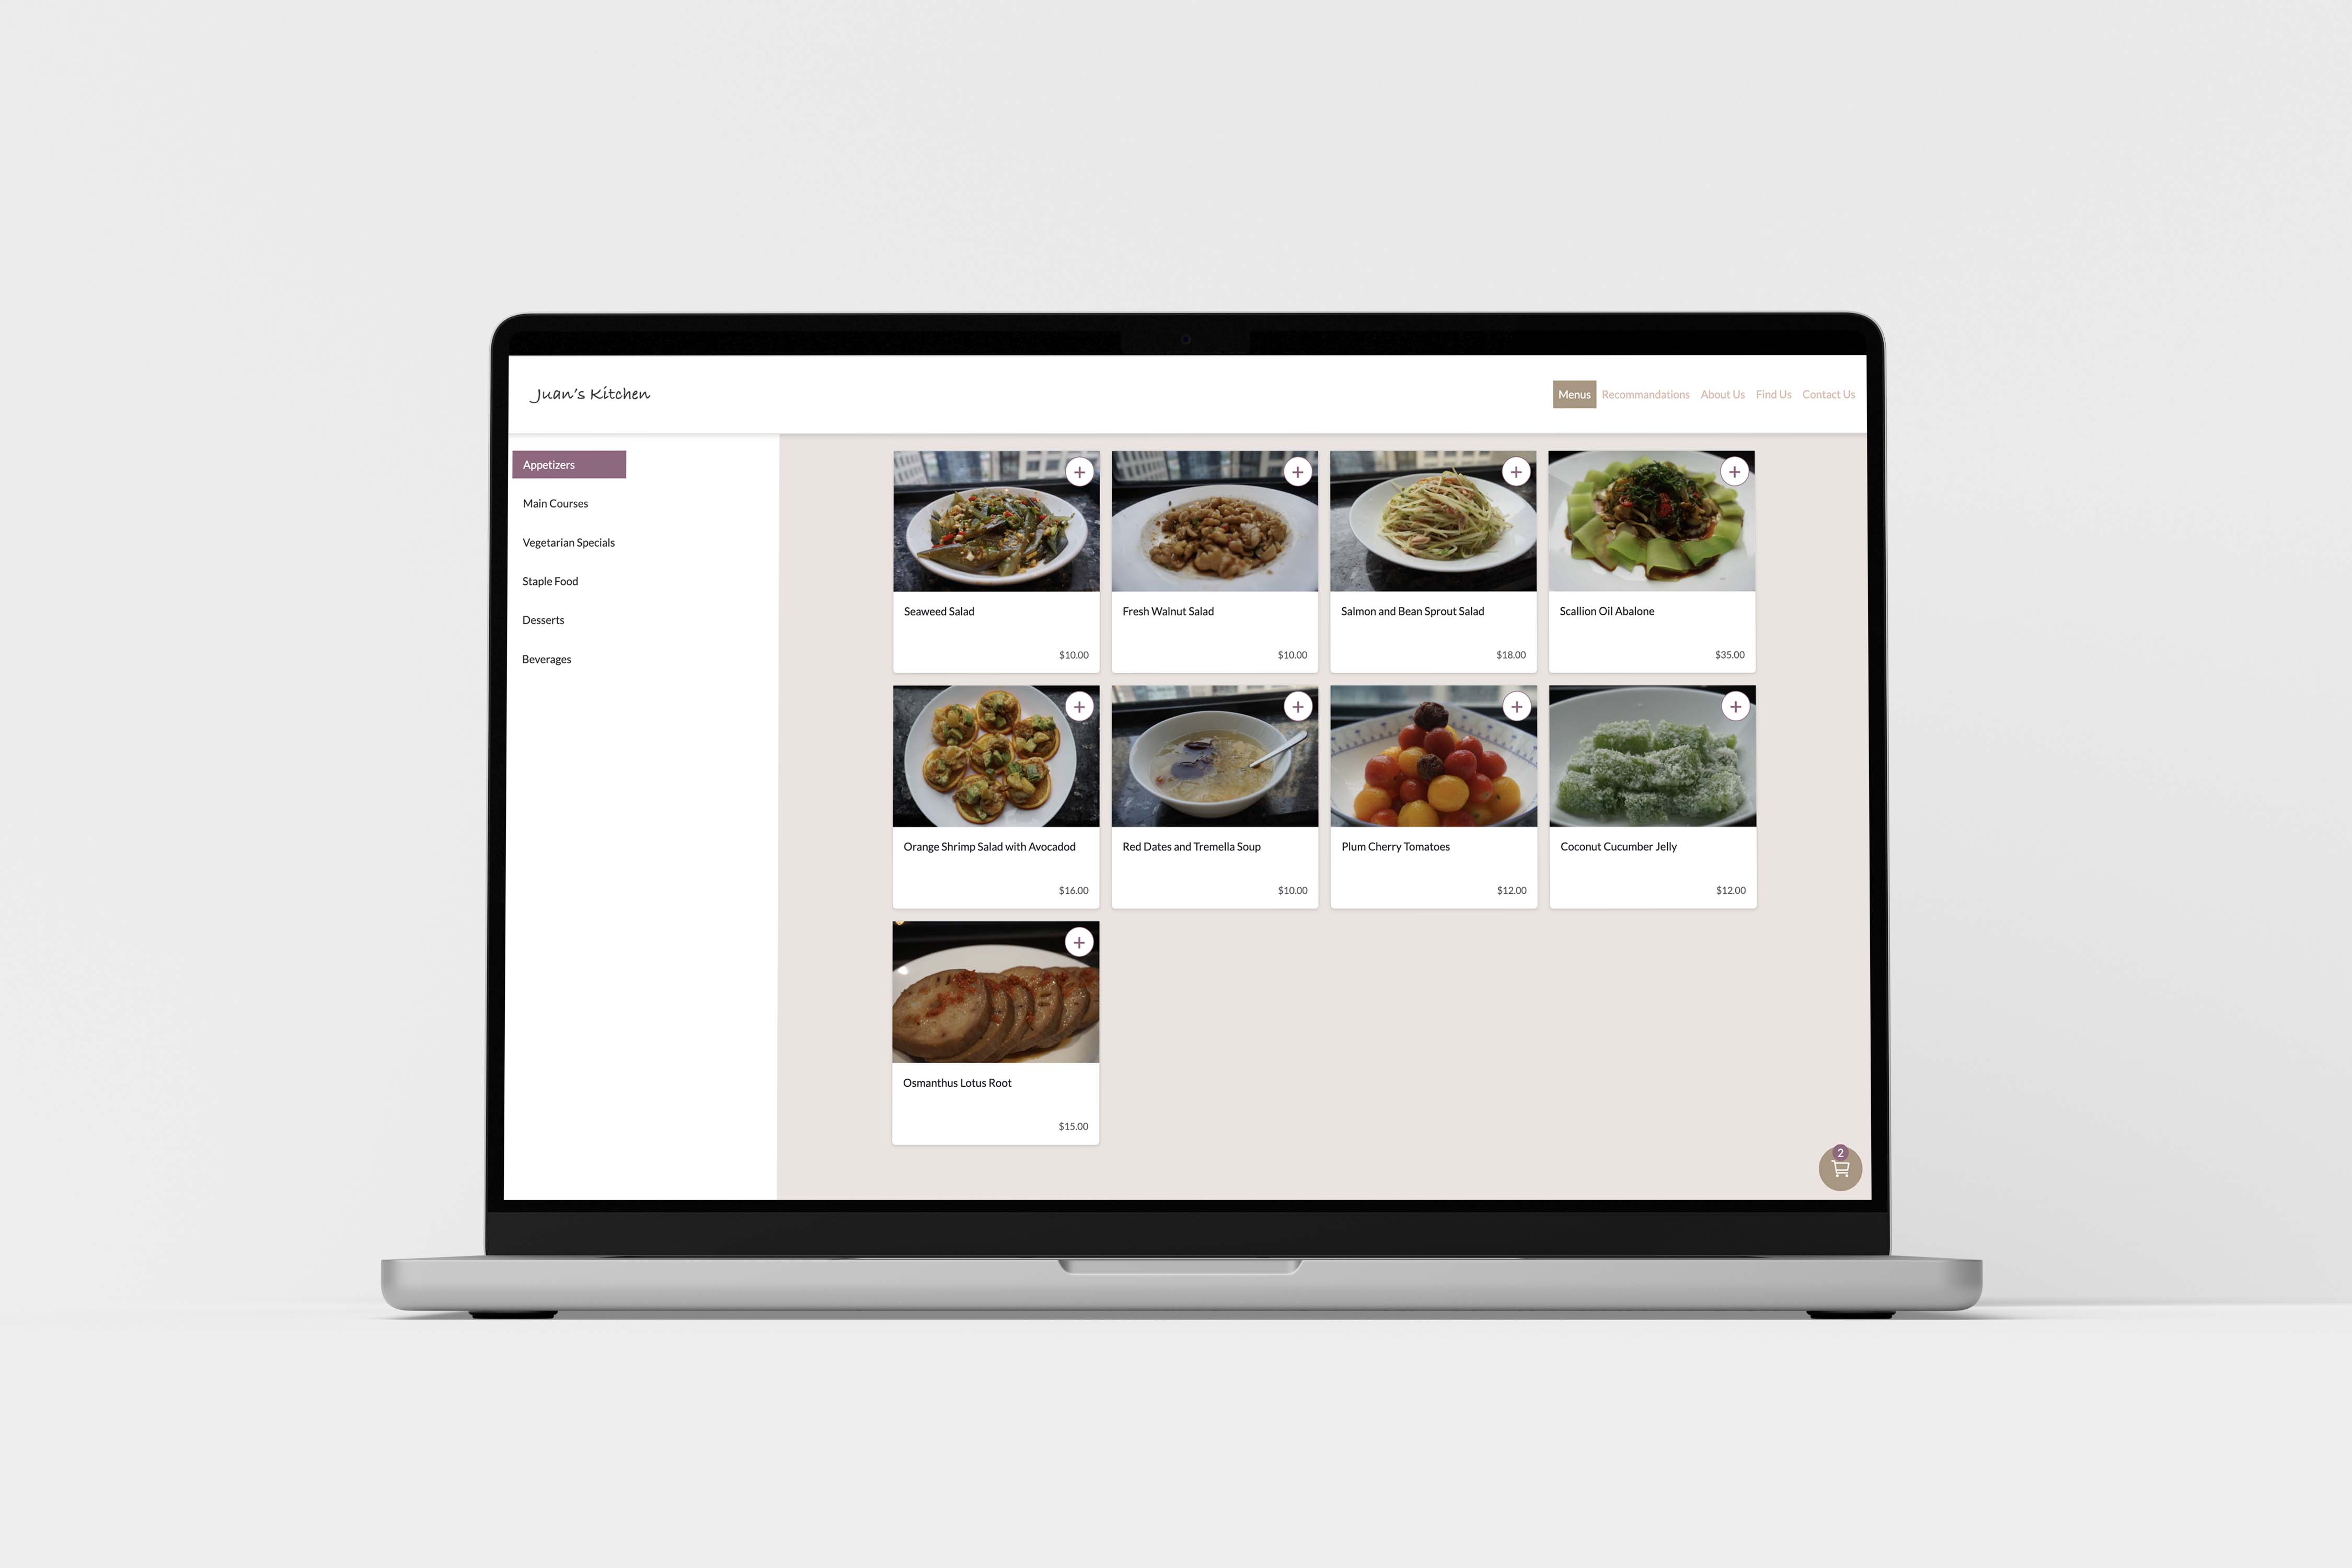 Juan's Kitchen
Menus Recommandations About Us Find Us Contact Us
Appetizers
Main Courses
Vegetarian Specials
Staple Food
Desserts
Beverages
Seaweed Salad
$10.00
Fresh Walnut Salad
$10.00
Salmon and Bean Sprout Salad
$18.00
Scallion Oil Abalone
$35.00
Orange Shrimp Salad with Avocadod
$16.00
Red Dates and Tremella Soup
$10.00
Plum Cherry Tomatoes
$12.00
Coconut Cucumber Jelly
$12.00
Osmanthus Lotus Root
$15.00
2